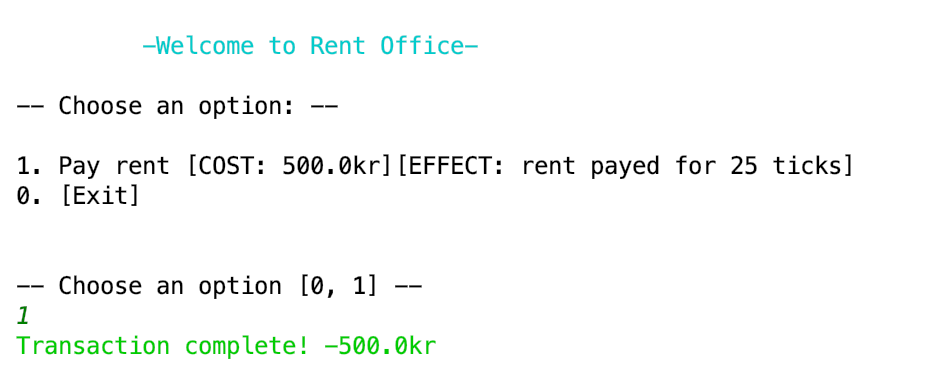 -Welcome to Rent Office-
-- Choose an option: --
1. Pay rent [COST: 500.0kr][EFFECT: rent payed for 25 ticks]
0. [Exit]
-- Choose an option [0, 1] --
1
Transaction complete! -500.0kr